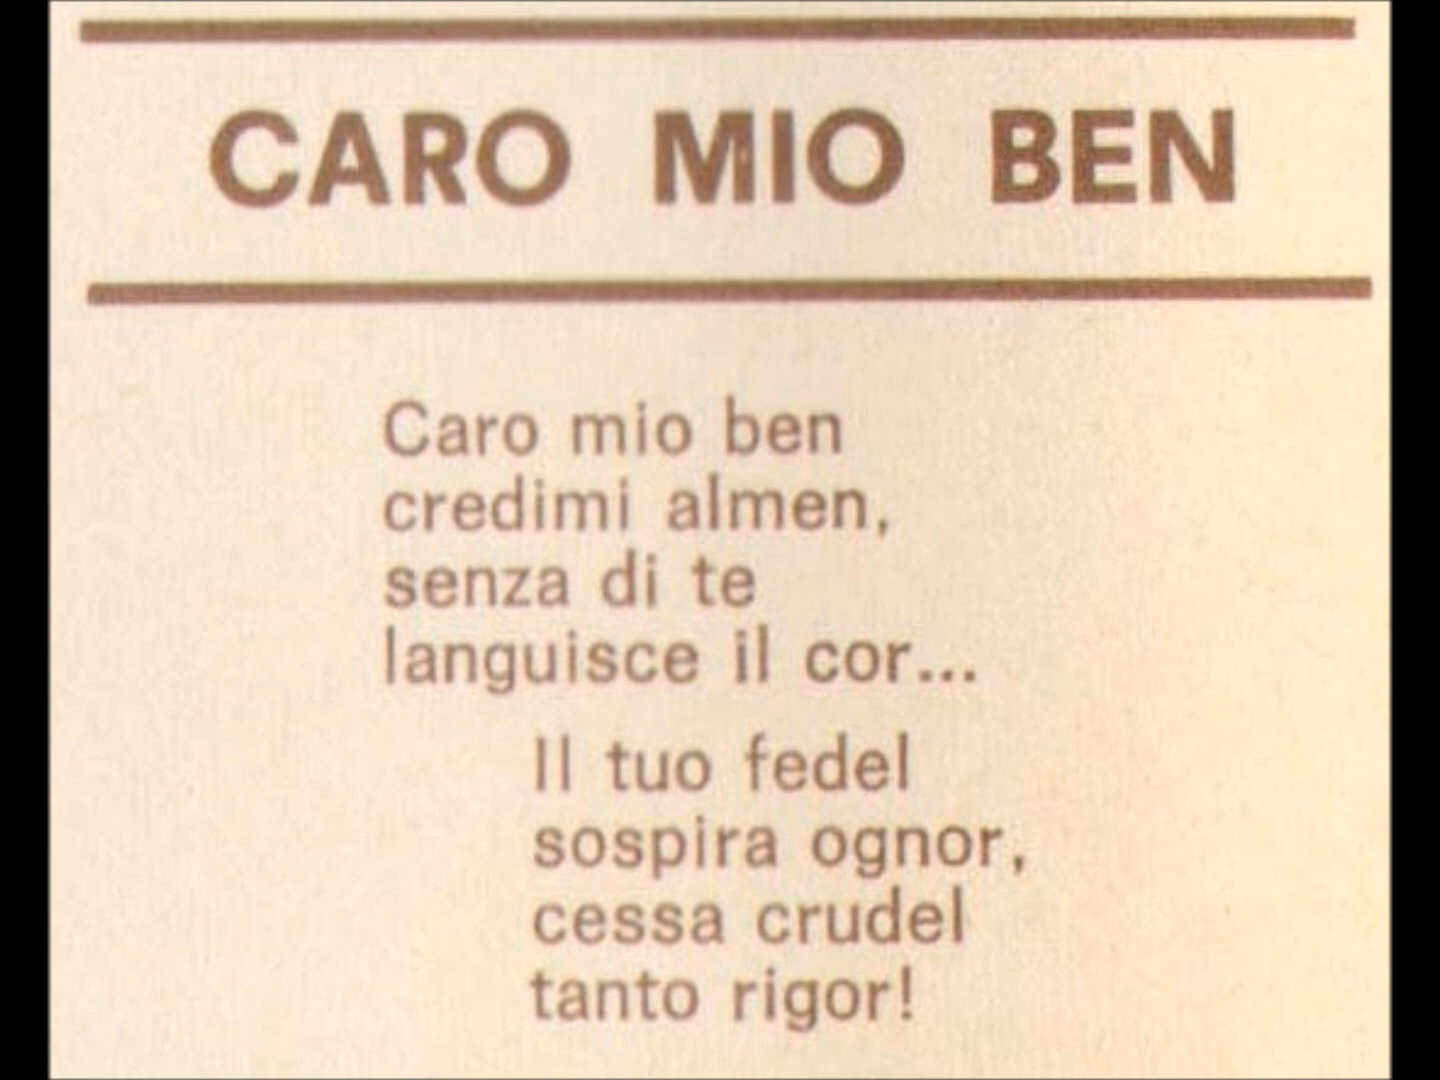 CARO MIO BEN
Caro mio ben
credimi almen,
senza di te
languisce il cor...
Il tuo fedel
sospira ognor,
cessa crudel
tanto rigor!